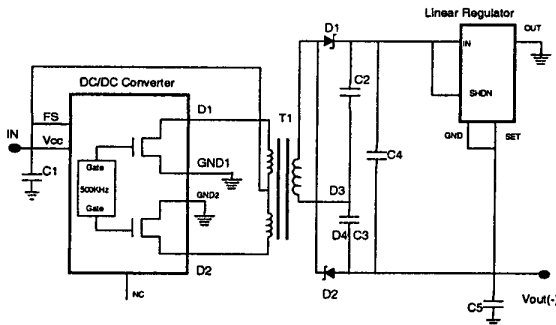 Linear Regulator
D1
OUT
IN
DC/DC Converter
C2
SHDN
FS
D1
T1
IN
Vcc
GND
SET
Gate
GND1
C4
C1
500KHz
D3
GND2
Gate
D4
C3
D2
D2
NC
C5
Vout(-)